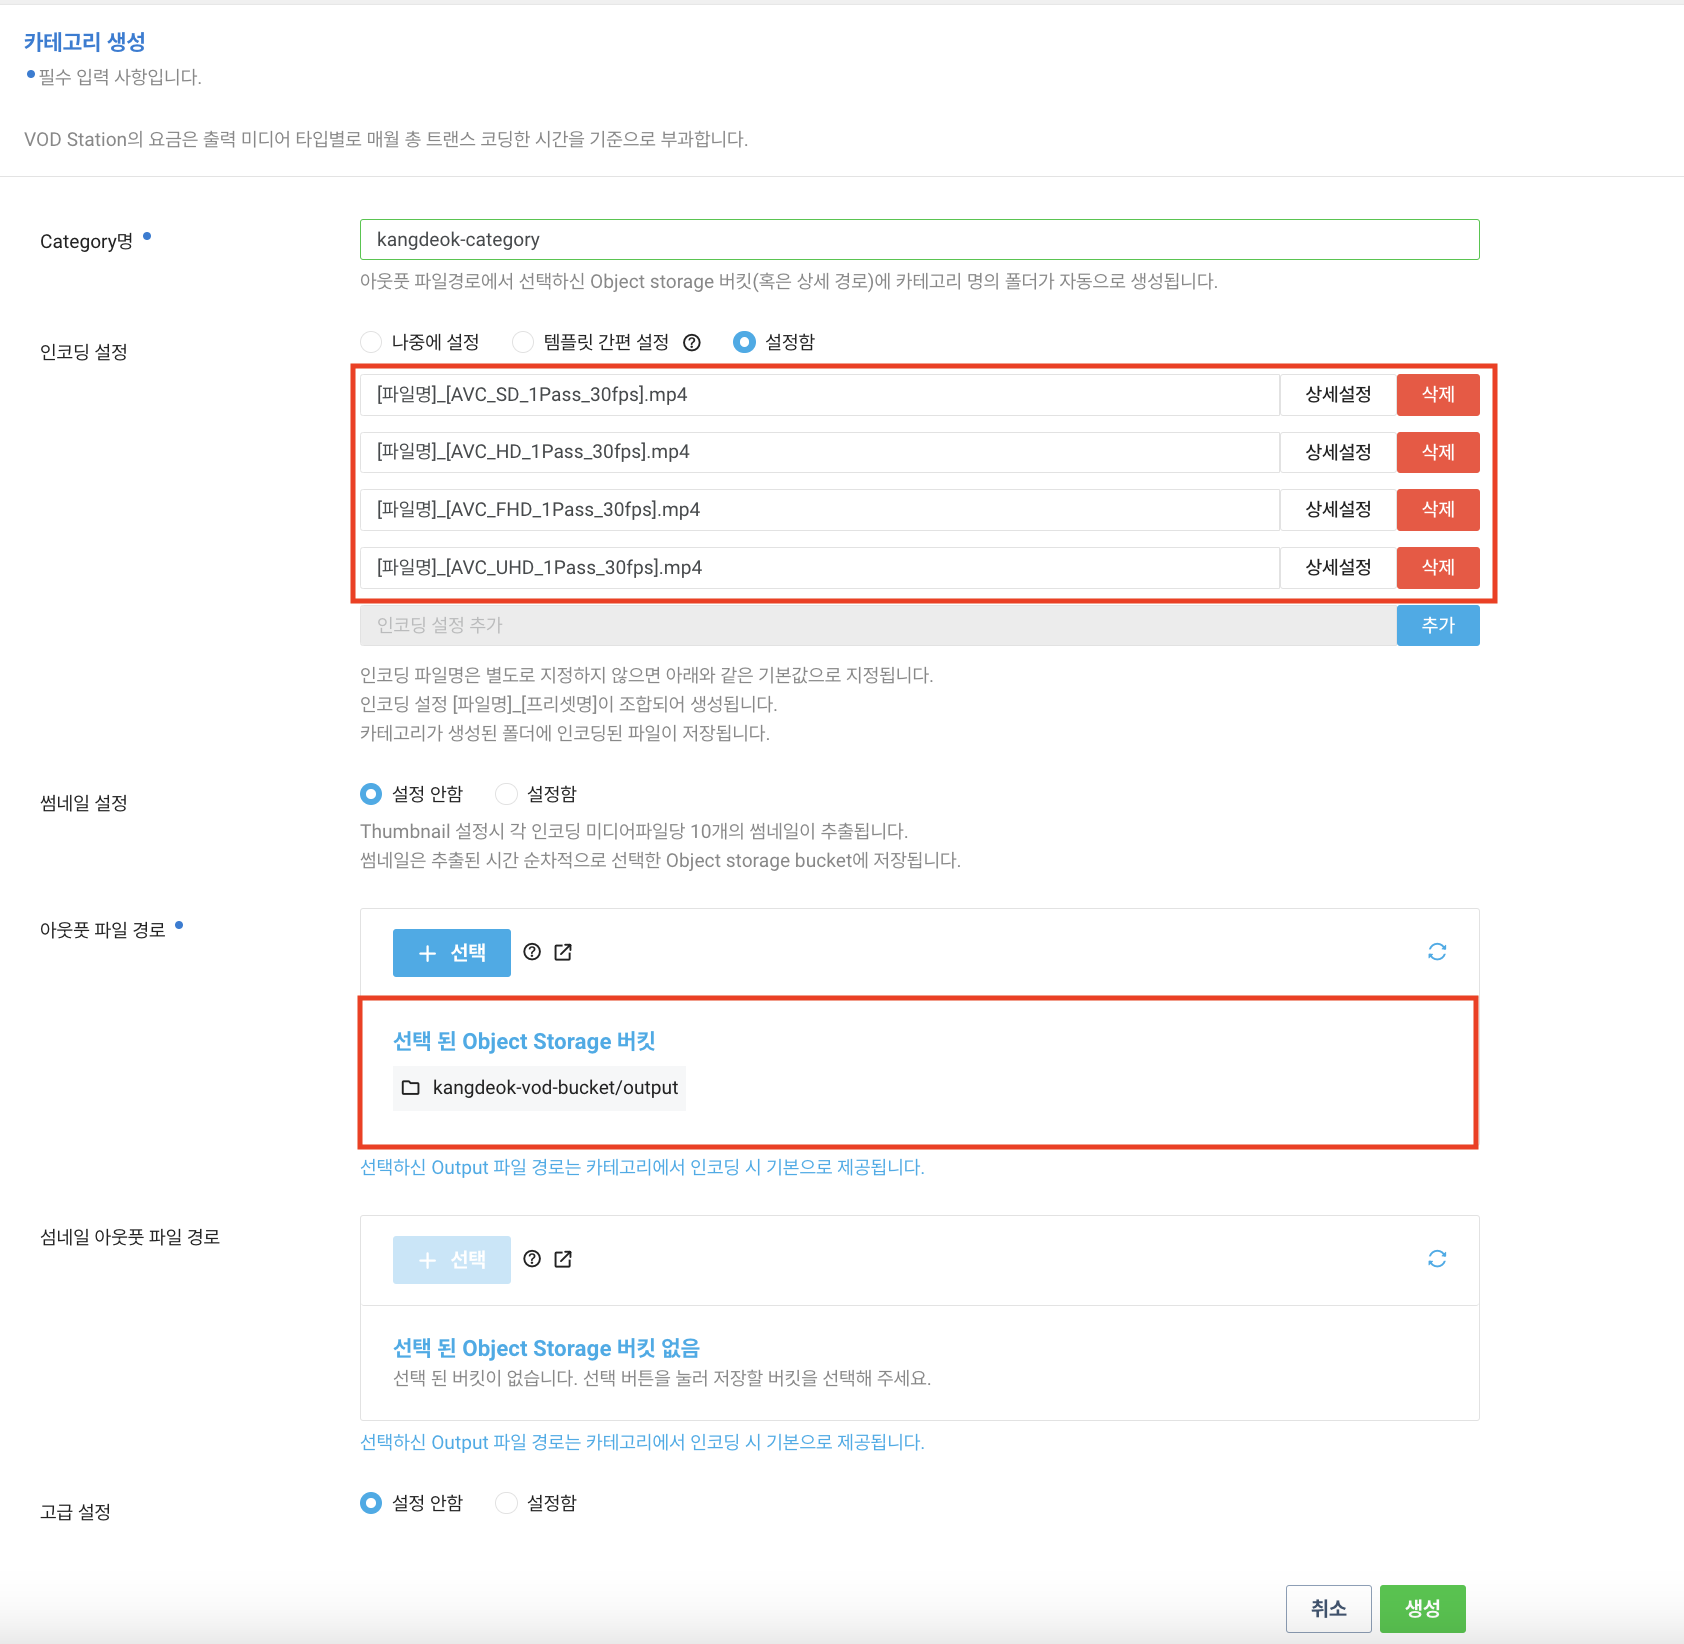 카테고리 생성
필수 입력 사항입니다.
VOD Station의 요금은 출력 미디어 타입별로 매월 총 트랜스 코딩한 시간을 기준으로 부과합니다.
Category명
kangdeok-category
아웃풋 파일경로에서 선택하신 Object storage 버킷(혹은 상세 경로)에 카테고리 명의 폴더가 자동으로 생성됩니다.
인코딩 설정
나중에 설정 템플릿 간편 설정 설정함
[파일명]_[AVC_SD_1Pass_30fps].mp4 상세설정 삭제
[파일명]_[AVC_HD_1Pass_30fps].mp4 상세설정 삭제
[파일명]_[AVC_FHD_1Pass_30fps].mp4 상세설정 삭제
[파일명]_[AVC_UHD_1Pass_30fps].mp4 상세설정 삭제
인코딩 설정 추가 추가
인코딩 파일명은 별도로 지정하지 않으면 아래와 같은 기본값으로 지정됩니다.
인코딩 설정 [파일명]_[프리셋명]이 조합되어 생성됩니다.
카테고리가 생성된 폴더에 인코딩된 파일이 저장됩니다.
썸네일 설정
설정 안함 설정함
Thumbnail 설정시 각 인코딩 미디어파일당 10개의 썸네일이 추출됩니다.
썸네일은 추출된 시간 순차적으로 선택한 Object storage bucket에 저장됩니다.
아웃풋 파일 경로
+ 선택
선택 된 Object Storage 버킷
kangdeok-vod-bucket/output
선택하신 Output 파일 경로는 카테고리에서 인코딩 시 기본으로 제공됩니다.
섬네일 아웃풋 파일 경로
+ 선택
선택 된 Object Storage 버킷 없음
선택 된 버킷이 없습니다. 선택 버튼을 눌러 저장할 버킷을 선택해 주세요.
선택하신 Output 파일 경로는 카테고리에서 인코딩 시 기본으로 제공됩니다.
고급 설정
설정 안함 설정함
취소 생성